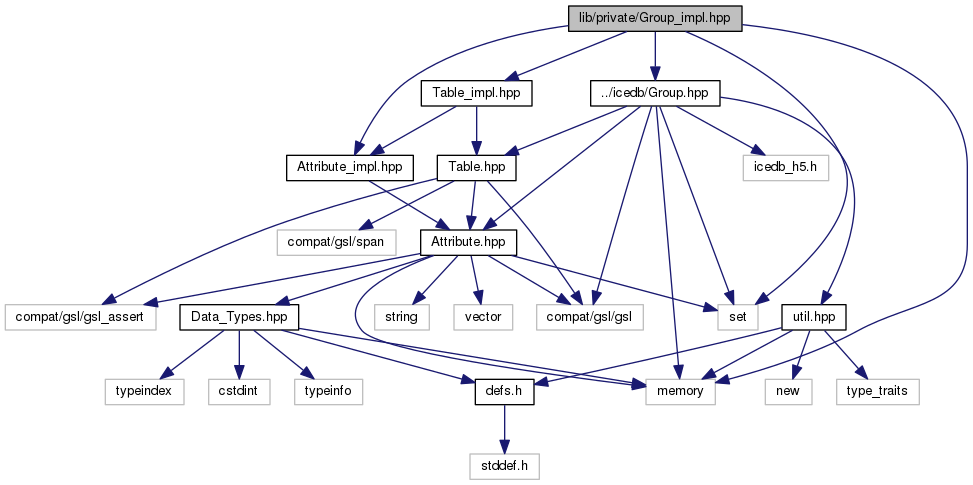 lib/private/Group_impl.hpp
Table_impl.hpp
../icedb/Group.hpp
Attribute_impl.hpp
Table.hpp
icedb_h5.h
compat/gsl/span
Attribute.hpp
compat/gsl/gsl_assert
Data_Types.hpp
string
vector
compat/gsl/gsl
set
util.hpp
typeindex
cstdint
typeinfo
defs.h
memory
new
type_traits
stddef.h